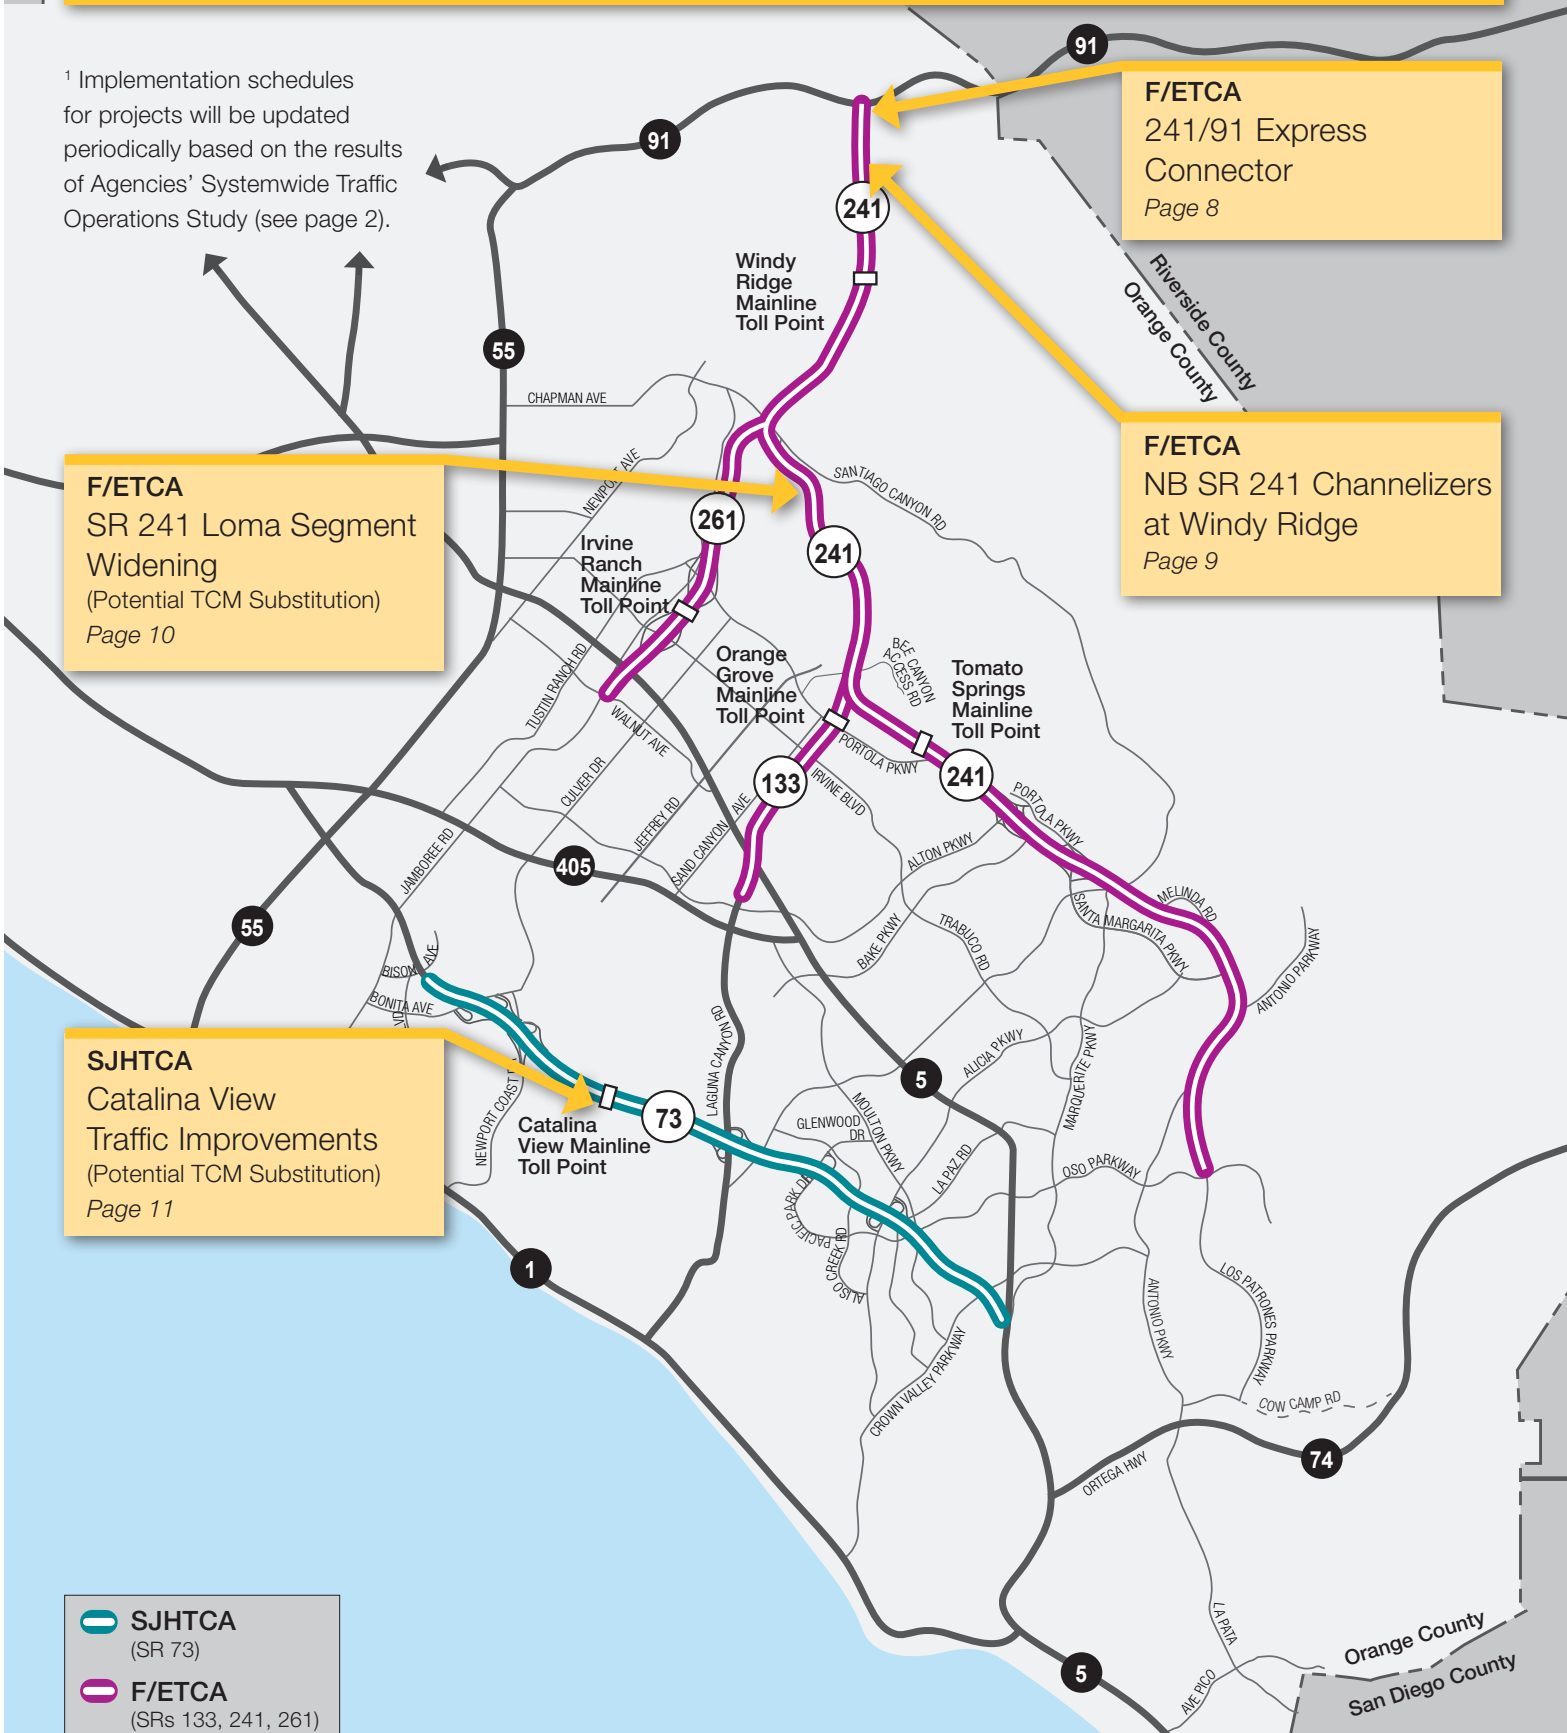 ¹ Implementation schedules
for projects will be updated
periodically based on the results
of Agencies’ Systemwide Traffic
Operations Study (see page 2).
91
91
F/ETCA
241/91 Express
Connector
Page 8
241
Windy
Ridge
Mainline
Toll Point
Riverside County
Orange County
55
CHAPMAN AVE
F/ETCA
NB SR 241 Channelizers
at Windy Ridge
Page 9
F/ETCA
SR 241 Loma Segment
Widening
(Potential TCM Substitution)
Page 10
NEWPORT AVE
SANTIAGO CANYON RD
261
241
Irvine
Ranch
Mainline
Toll Point
TUSTIN RANCH RD
WALNUT AVE
Orange
Grove
Mainline
Toll Point
BEE CANYON
ACCESS RD
Tomato
Springs
Mainline
Toll Point
PORTOLA PKWY
241
133
IRVINE BLVD
PORTOLA PKWY
CULVER DR
JEFFREY RD
SAND CANYON AVE
JAMBOREE RD
405
ALTON PKWY
MELINDA RD
SANTA MARGARITA PKWY
ANTONIO PARKWAY
55
BAKE PKWY
TRABUCO RD
BISON AVE
BONITA AVE
VD
LAGUNA CANYON RD
SJHTCA
Catalina View
Traffic Improvements
(Potential TCM Substitution)
Page 11
NEWPORT COAST
73
Catalina
View Mainline
Toll Point
5
ALICIA PKWY
MARGUERITE PKWY
MOULTON PKWY
GLENWOOD
DR
LA PAZ RD
OSO PARKWAY
PACIFIC PARK DR
ALISO CREEK RD
1
CROWN VALLEY PARKWAY
ANTONIO PKWY
LOS PATRONES PARKWAY
COW CAMP RD
74
ORTEGA HWY
LA PATA
AVE PICO
5
Orange County
San Diego County
SJHTCA
(SR 73)
F/ETCA
(SRs 133, 241, 261)